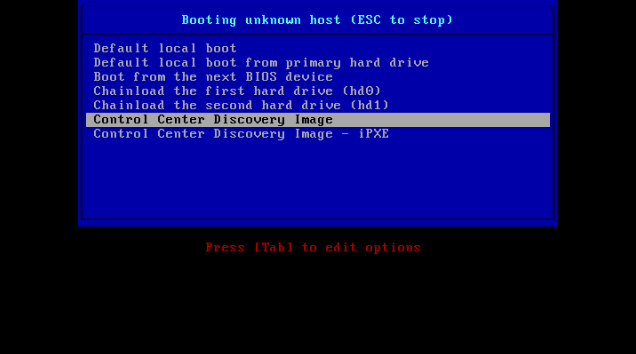 Booting unknown host (ESC to stop)
Default local boot
Default local boot from primary hard drive
Boot from the next BIOS device
Chainload the first hard drive (hd0)
Chainload the second hard drive (hd1)
Control Center Discovery Image
Control Center Discovery Image - iPXE
Press [Tab] to edit options